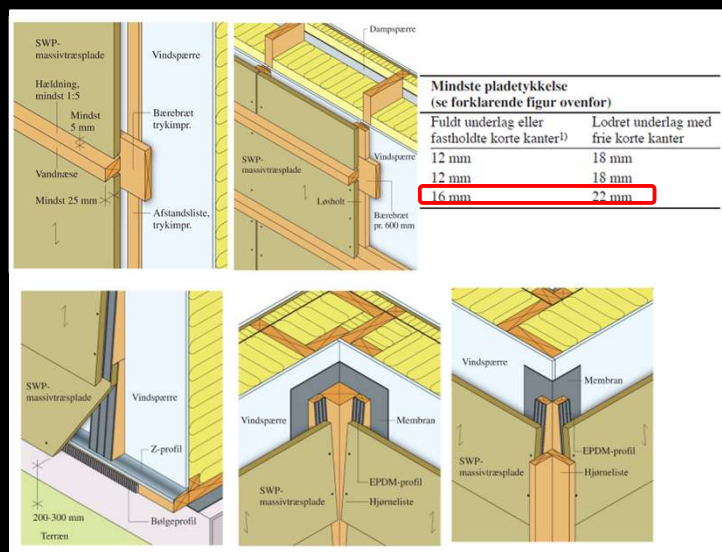 SWP-
massivtræsplade
Vindspærre
Hældning,
mindst 1:5
Mindst
5 mm
Bærebræt
trykimpr.
Vandnæse
Mindst 25 mm
Afstandsliste,
trykimpr.
Dampspærre
Vindspærre
SWP-
massivtræsplade
Løsholt
Bærebræt
pr. 600 mm
Mindste pladetykkelse
(se forklarende figur ovenfor)
Fuldt underlag eller
fastholdte korte kanter1)
Lodret underlag med
frie korte kanter
12 mm 18 mm
12 mm 18 mm
16 mm 22 mm
SWP-
massivtræsplade
Vindspærre
Z-profil
200-300 mm
Bølgeprofil
Terræn
Vindspærre
Membran
EPDM-profil
SWP-
massivtræsplade
Hjørneliste
Vindspærre
Membran
EPDM-profil
SWP-
massivtræsplade
Hjørneliste